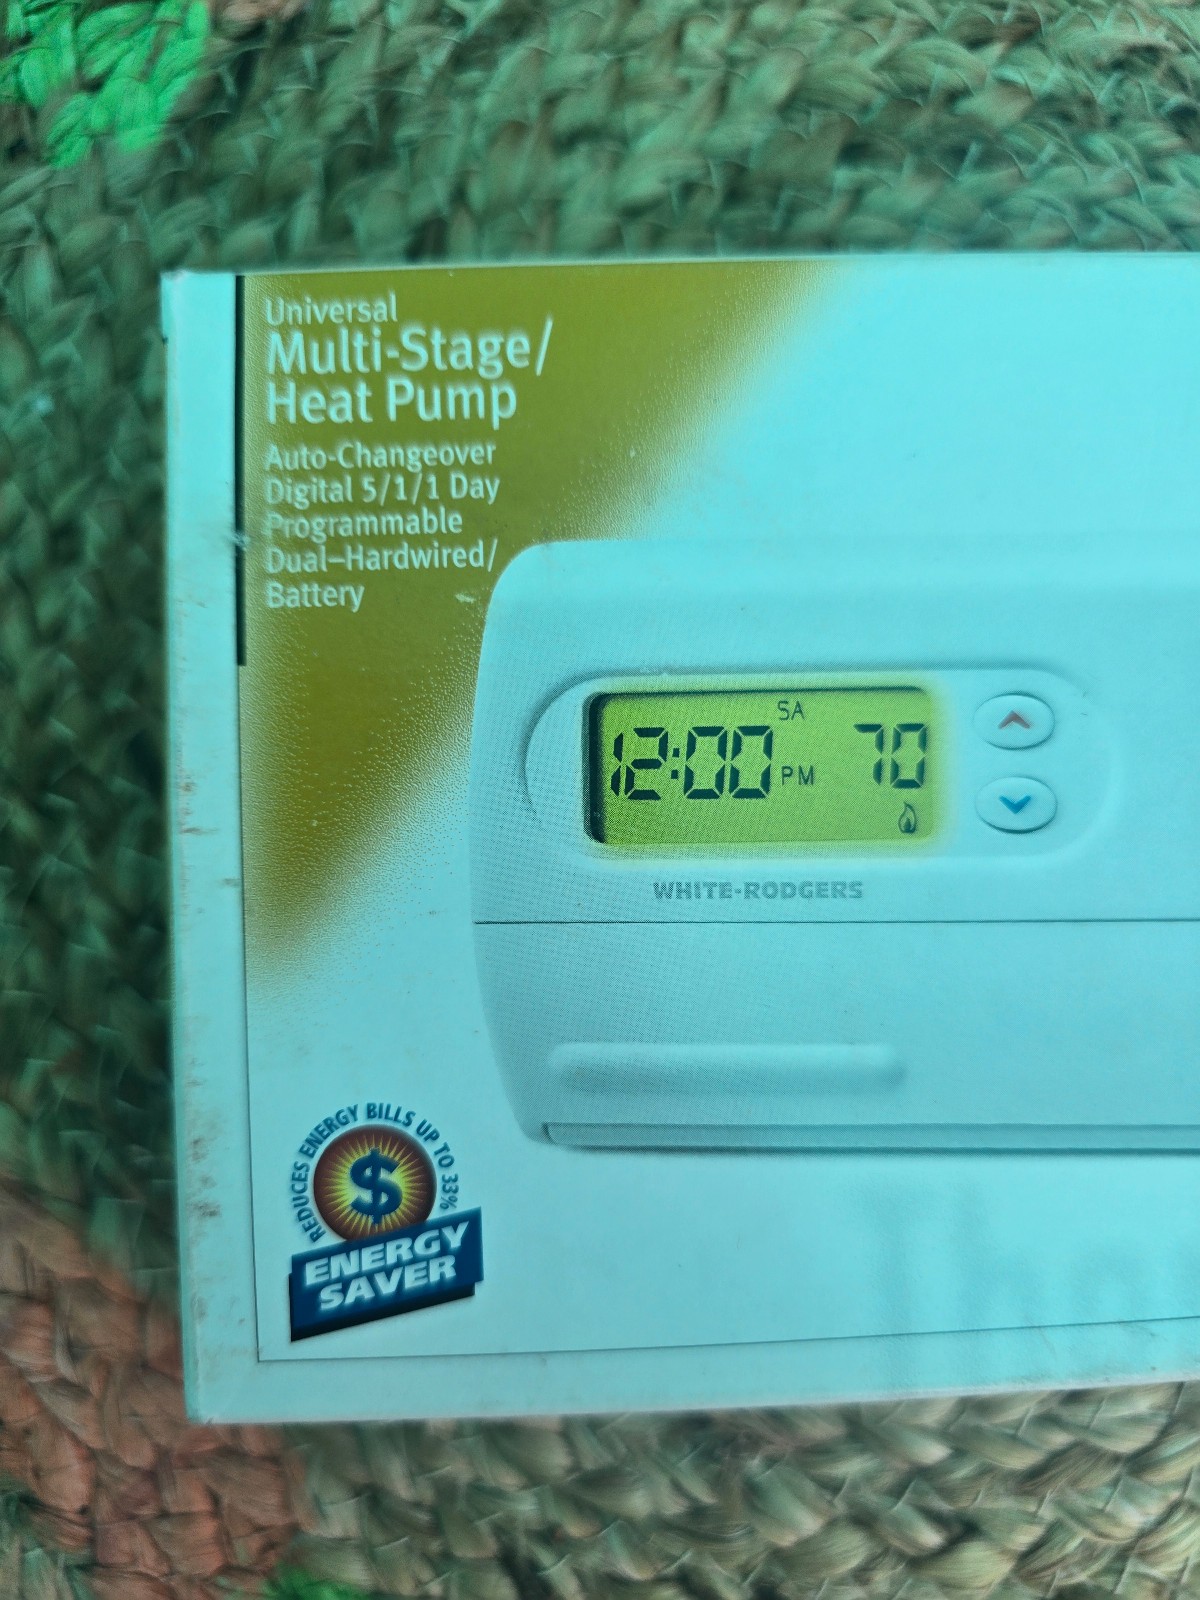 Universal
Multi-Stage/
Heat Pump
Auto-Changeover
Digital 5/1/1 Day
Programmable
Dual–Hardwired/
Battery
SA
12:00 PM 70
WHITE-RODGERS
REDUCES ENERGY BILLS UP TO 33%
$
ENERGY
SAVER